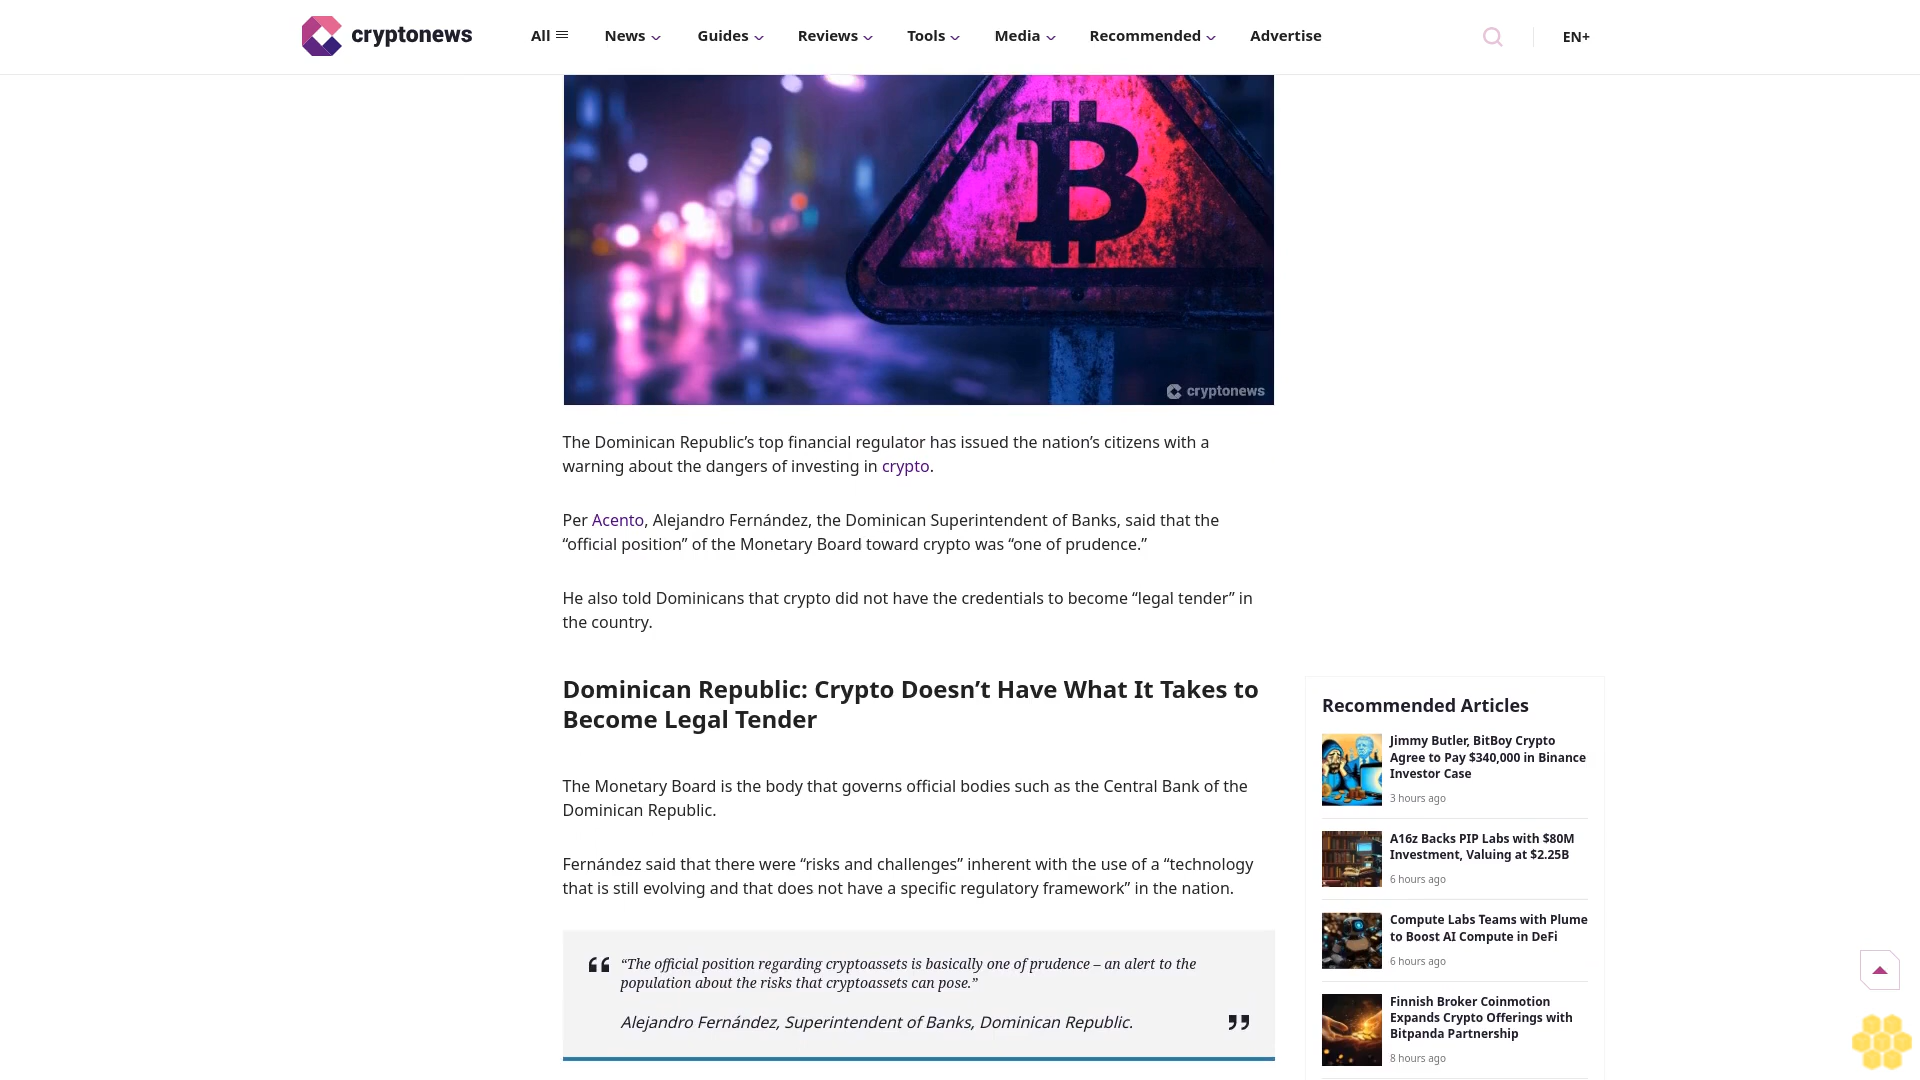 cryptonews
All
News
Guides
Reviews
Tools
Media
Recommended
Advertise
EN+
cryptonews
The Dominican Republic’s top financial regulator has issued the nation’s citizens with a
warning about the dangers of investing in crypto.
Per Acento, Alejandro Fernández, the Dominican Superintendent of Banks, said that the
“official position” of the Monetary Board toward crypto was “one of prudence.”
He also told Dominicans that crypto did not have the credentials to become “legal tender” in
the country.
Dominican Republic: Crypto Doesn’t Have What It Takes to
Become Legal Tender
The Monetary Board is the body that governs official bodies such as the Central Bank of the
Dominican Republic.
Fernández said that there were “risks and challenges” inherent with the use of a “technology
that is still evolving and that does not have a specific regulatory framework” in the nation.
“The official position regarding cryptoassets is basically one of prudence – an alert to the
population about the risks that cryptoassets can pose.”
Alejandro Fernández, Superintendent of Banks, Dominican Republic.
Recommended Articles
Jimmy Butler, BitBoy Crypto
Agree to Pay $340,000 in Binance
Investor Case
3 hours ago
A16z Backs PIP Labs with $80M
Investment, Valuing at $2.25B
6 hours ago
Compute Labs Teams with Plume
to Boost AI Compute in DeFi
6 hours ago
Finnish Broker Coinmotion
Expands Crypto Offerings with
Bitpanda Partnership
8 hours ago